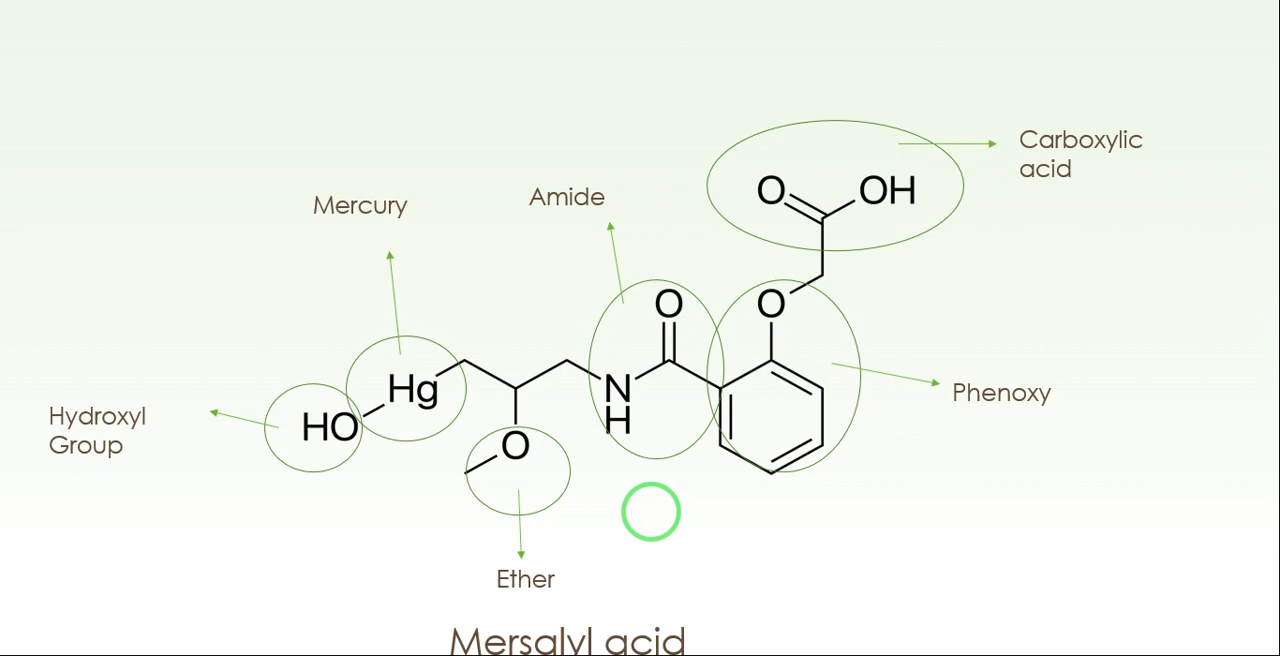 Carboxylic
acid
O
OH
Mercury
Amide
O
O
Hg
N
H
Phenoxy
Hydroxyl
Group
HO
O
Ether
Mersalyl acid